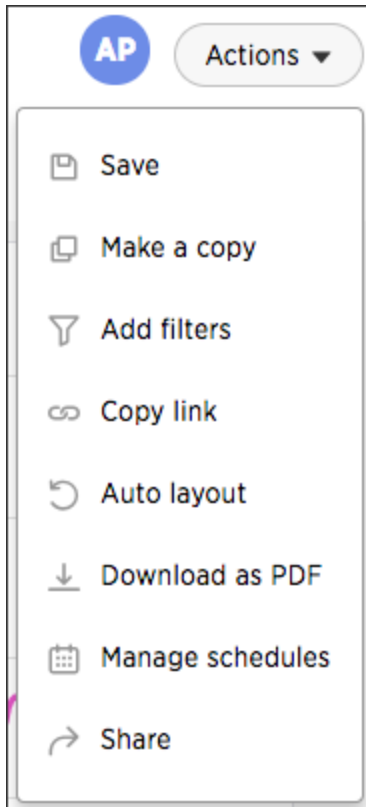 AP
Actions
Save
Make a copy
Add filters
Copy link
Auto layout
Download as PDF
Manage schedules
Share